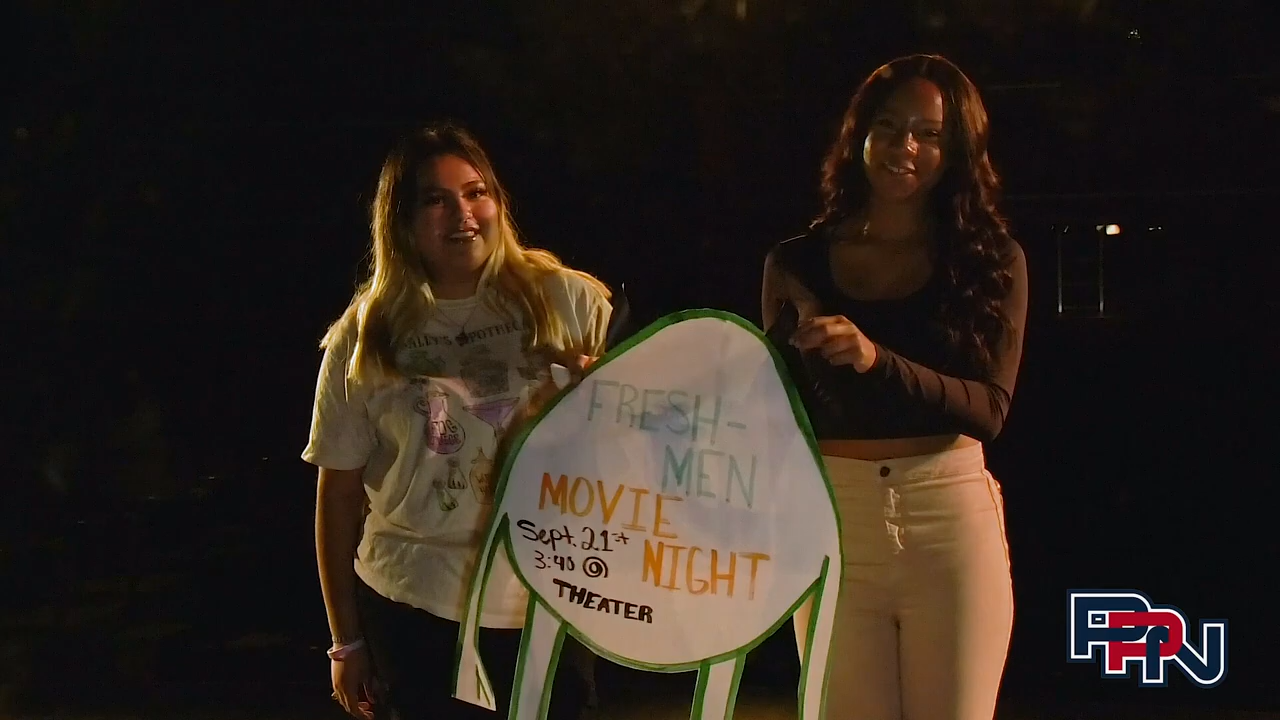 FRESH-
MEN
MOVIE
NIGHT
Sept. 21st
3:40 @
THEATER
PPN